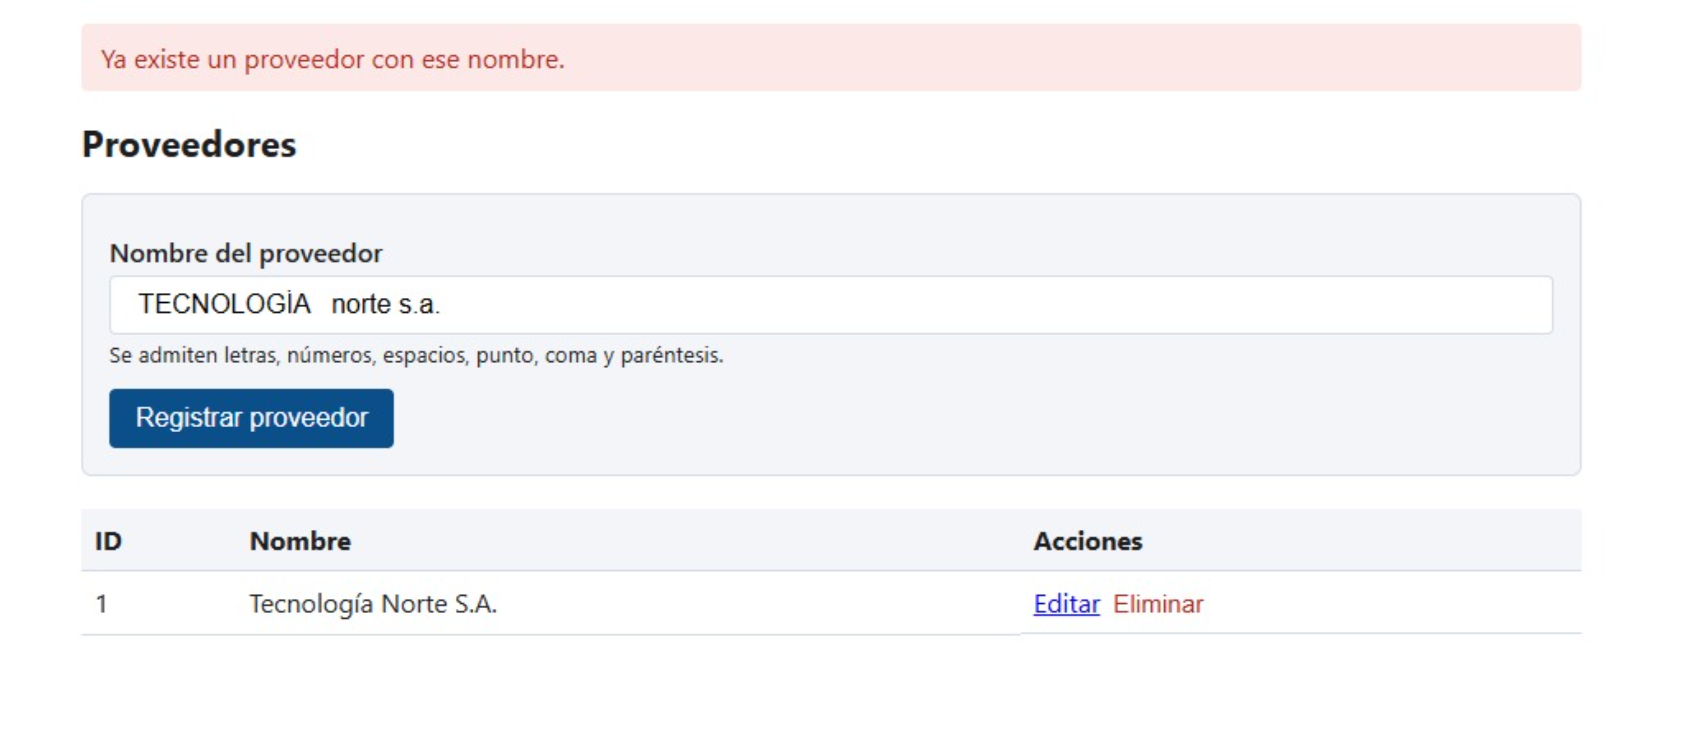 Ya existe un proveedor con ese nombre.
Proveedores
Nombre del proveedor
TECNOLOGÍA   norte s.a.
Se admiten letras, números, espacios, punto, coma y paréntesis.
Registrar proveedor
ID Nombre Acciones
1 Tecnología Norte S.A. Editar Eliminar